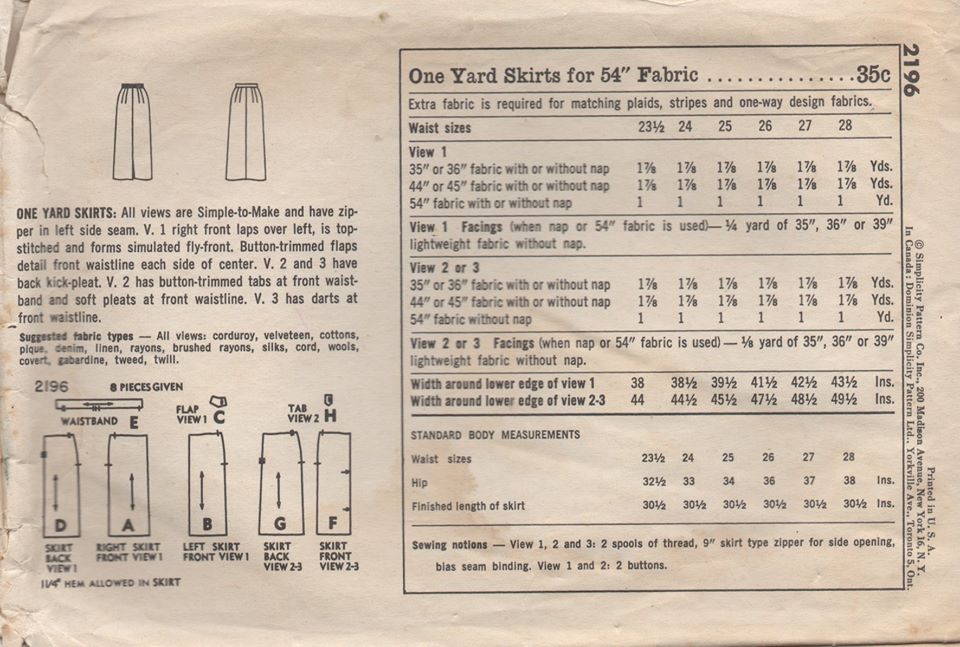 ONE YARD SKIRTS: All views are Simple-to-Make and have zip-
per in left side seam. V. 1 right front laps over left, is top-
stitched and forms simulated fly-front. Button-trimmed flaps
detail front waistline each side of center. V. 2 and 3 have
back kick-pleat. V. 2 has button-trimmed tabs at front waist-
band and soft pleats at front waistline. V. 3 has darts at
front waistline.
Suggested fabric types — All views: corduroy, velveteen, cottons,
pique, denim, linen, rayons, brushed rayons, silks, cord, wools,
covert, gabardine, tweed, twill.
2196 8 PIECES GIVEN
WAISTBAND E
FLAP
VIEW 1 C
TAB
VIEW 2 H
D A B G F
SKIRT
BACK
VIEW 1
RIGHT SKIRT
FRONT VIEW 1
LEFT SKIRT
FRONT VIEW 1
SKIRT
BACK
VIEW 2-3
SKIRT
FRONT
VIEW 2-3
1¼" HEM ALLOWED IN SKIRT
One Yard Skirts for 54" Fabric ...............35c
Extra fabric is required for matching plaids, stripes and one-way design fabrics.
Waist sizes 23½ 24 25 26 27 28
View 1
35" or 36" fabric with or without nap 1⅞ 1⅞ 1⅞ 1⅞ 1⅞ 1⅞ Yds.
44" or 45" fabric with or without nap 1⅞ 1⅞ 1⅞ 1⅞ 1⅞ 1⅞ Yds.
54" fabric with or without nap 1 1 1 1 1 1 Yd.
View 1 Facings (when nap or 54" fabric is used)— ¼ yard of 35", 36" or 39"
lightweight fabric without nap.
View 2 or 3
35" or 36" fabric with or without nap 1⅞ 1⅞ 1⅞ 1⅞ 1⅞ 1⅞ Yds.
44" or 45" fabric with or without nap 1⅞ 1⅞ 1⅞ 1⅞ 1⅞ 1⅞ Yds.
54" fabric without nap 1 1 1 1 1 1 Yd.
View 2 or 3 Facings (when nap or 54" fabric is used) — ⅛ yard of 35", 36" or 39"
lightweight fabric without nap.
Width around lower edge of view 1 38 38½ 39½ 41½ 42½ 43½ Ins.
Width around lower edge of view 2-3 44 44½ 45½ 47½ 48½ 49½ Ins.
STANDARD BODY MEASUREMENTS
Waist sizes 23½ 24 25 26 27 28
Hip 32½ 33 34 36 37 38 Ins.
Finished length of skirt 30½ 30½ 30½ 30½ 30½ 30½ Ins.
Sewing notions — View 1, 2 and 3: 2 spools of thread, 9" skirt type zipper for side opening,
bias seam binding. View 1 and 2: 2 buttons.
2196
Printed in U. S. A.
© Simplicity Pattern Co. Inc., 200 Madison Avenue, New York 16, N. Y.
In Canada: Dominion Simplicity Pattern Ltd., Yorkville Ave., Toronto 5, Ont.